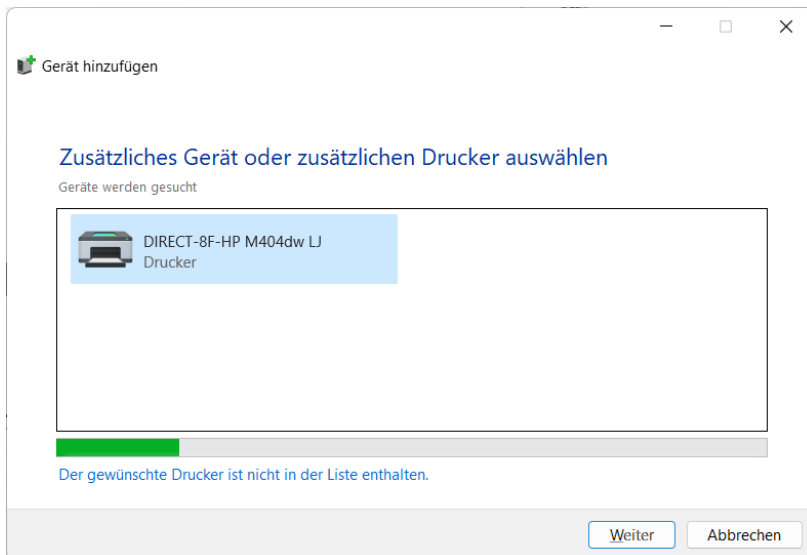 Gerät hinzufügen
Zusätzliches Gerät oder zusätzlichen Drucker auswählen
Geräte werden gesucht
DIRECT-8F-HP M404dw LJ
Drucker
Der gewünschte Drucker ist nicht in der Liste enthalten.
Weiter
Abbrechen